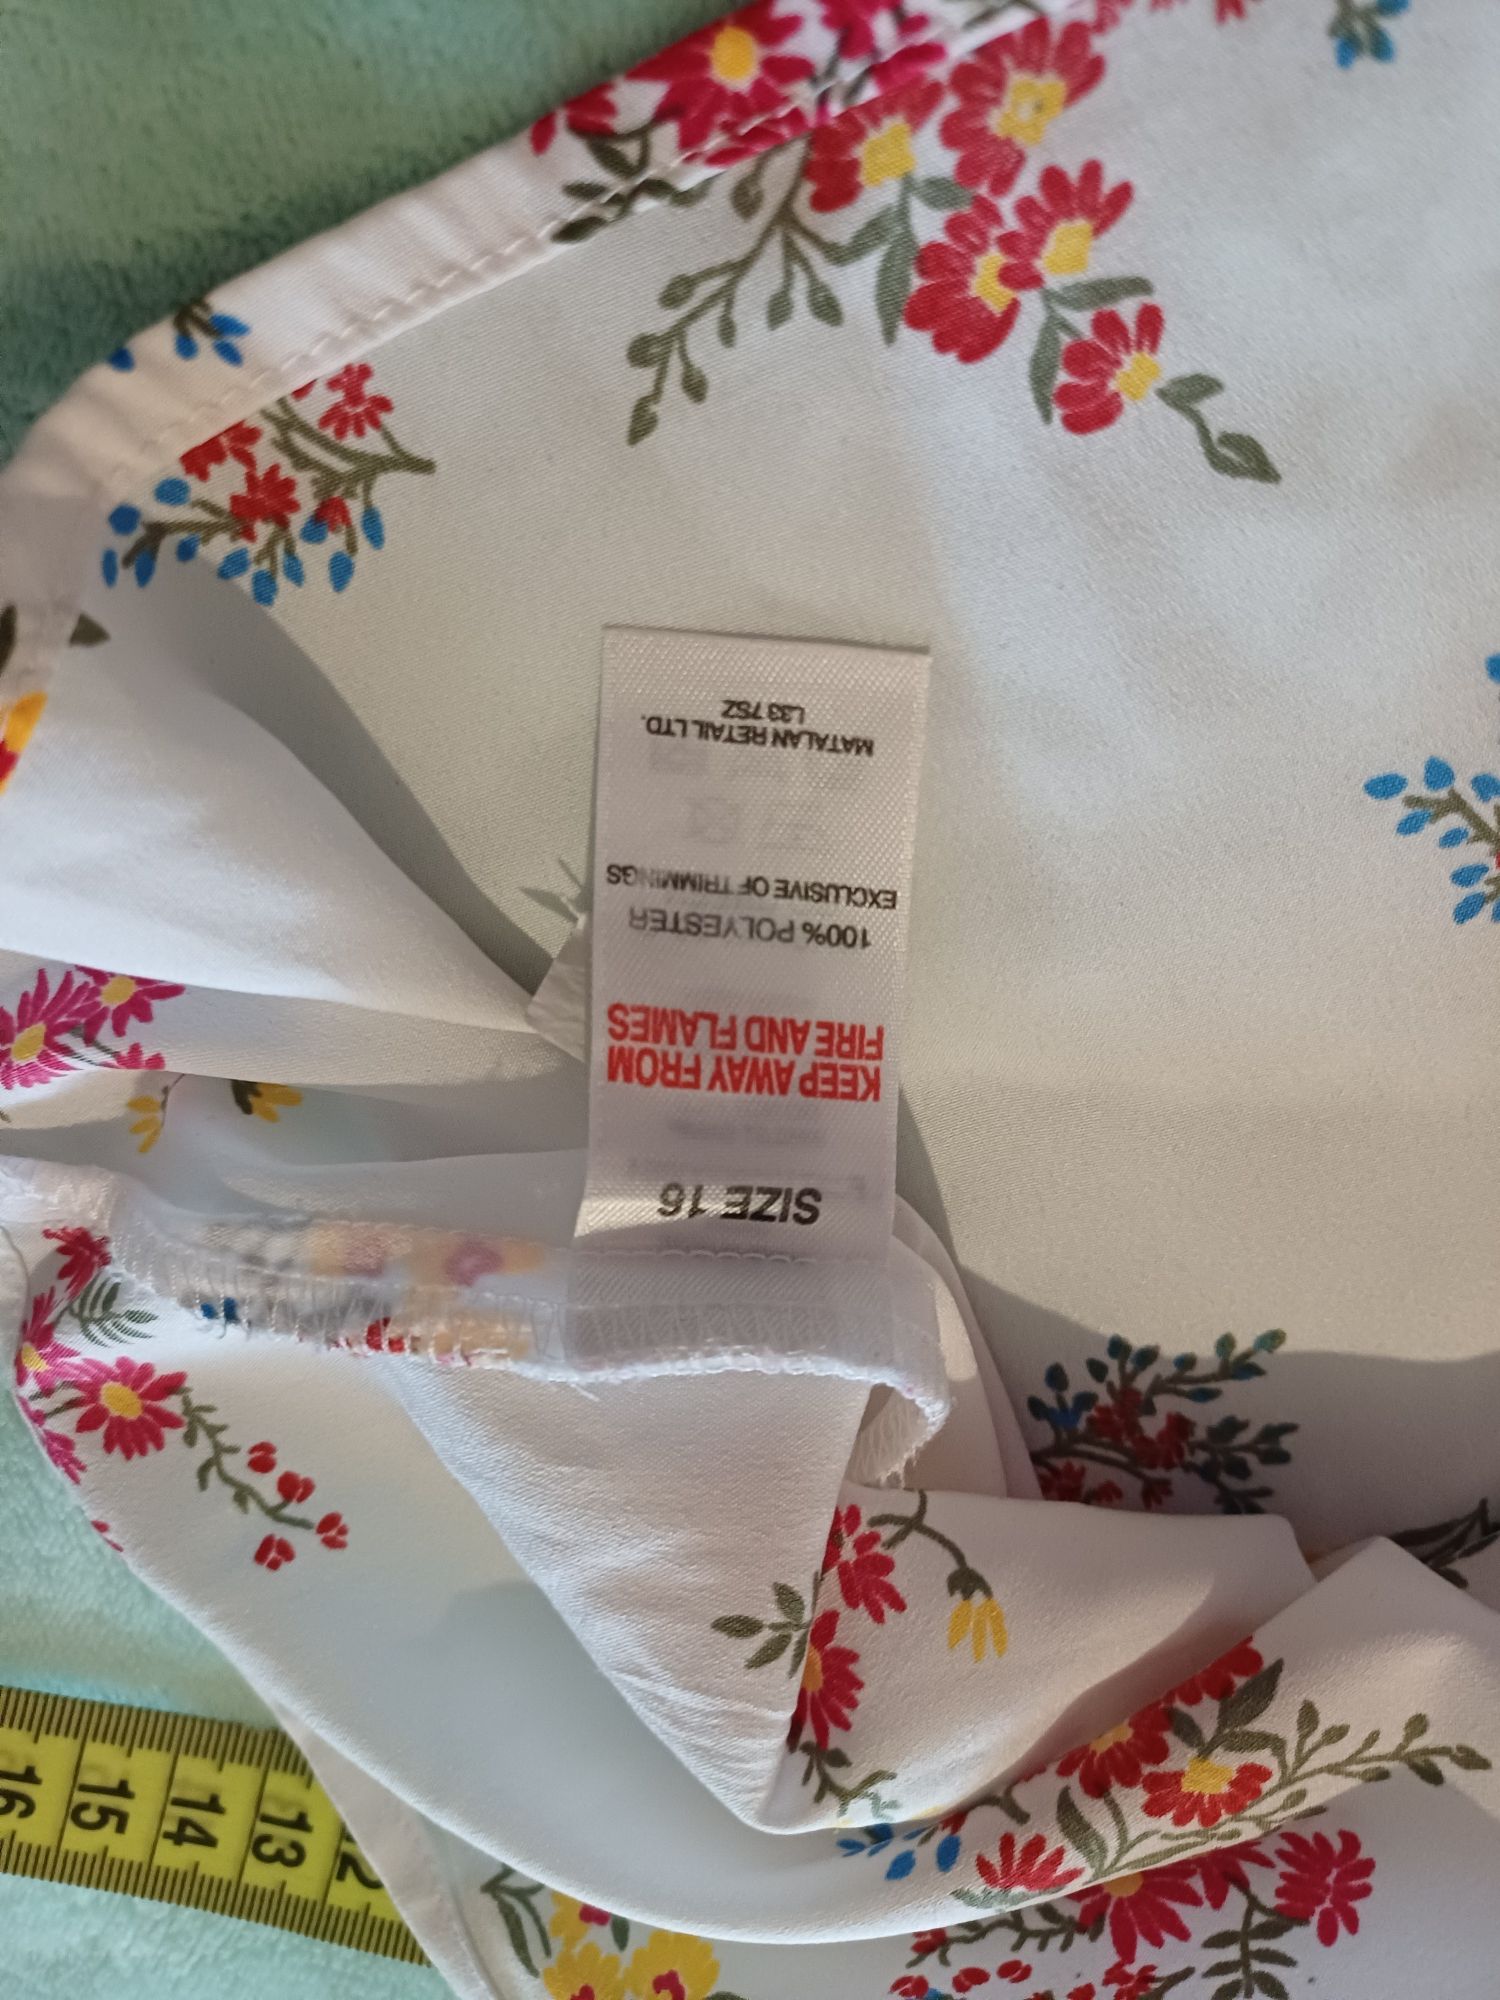 SIZE 16
KEEP AWAY FROM
FIRE AND FLAMES
100% POLYESTER
EXCLUSIVE OF TRIMMINGS
MATALAN RETAIL LTD.
L33 7SZ
16 15 14 13 12